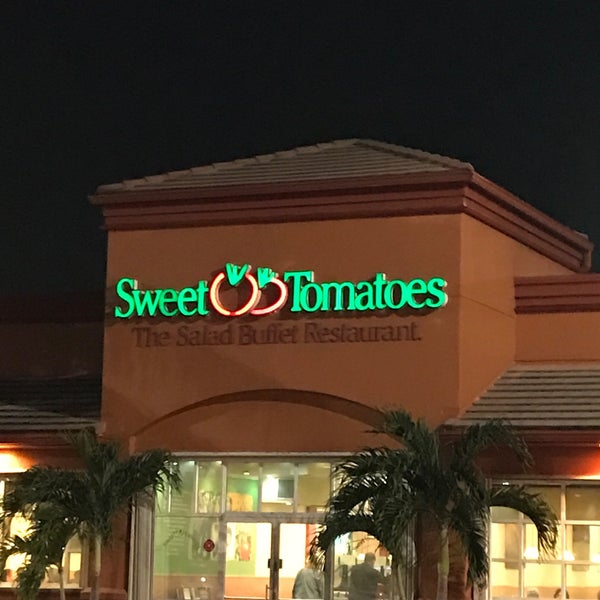 Sweet Tomatoes
The Salad Buffet Restaurant.